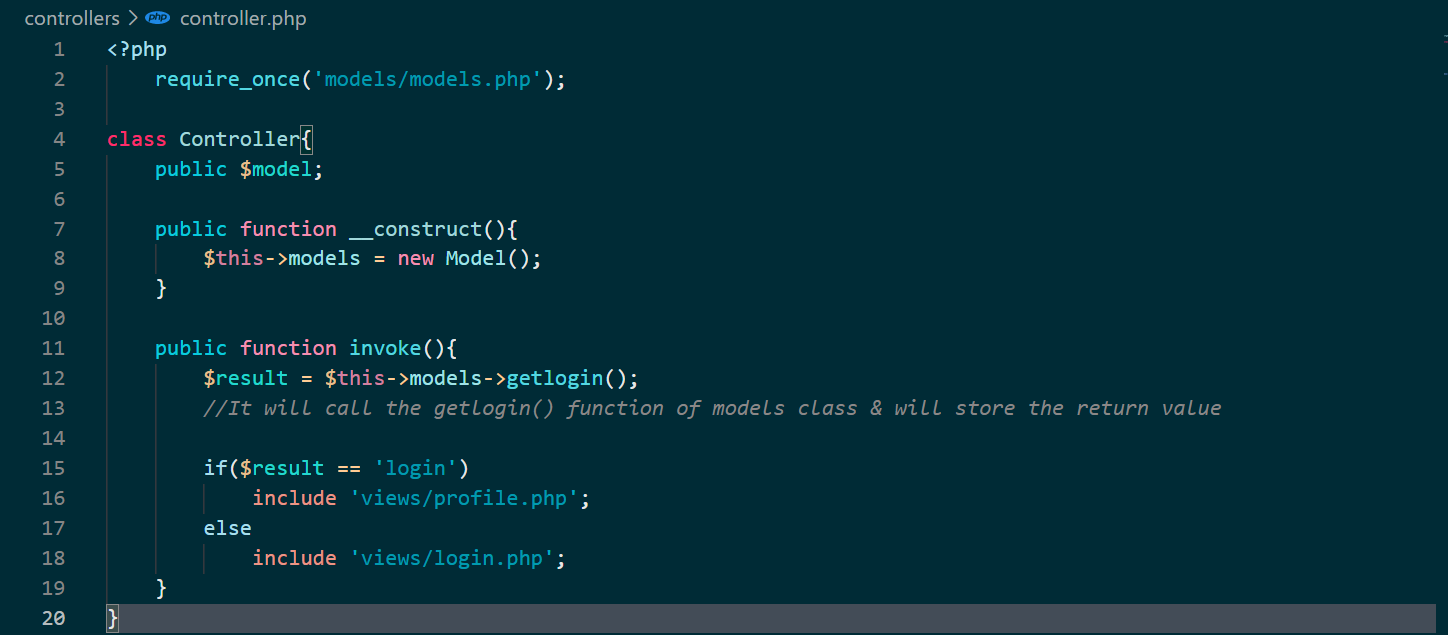 controllers > php controller.php
1 <?php
2     require_once('models/models.php');
3
4 class Controller{
5     public $model;
6
7     public function __construct(){
8         $this->models = new Model();
9     }
10
11     public function invoke(){
12         $result = $this->models->getlogin();
13         //It will call the getlogin() function of models class & will store the return value
14
15         if($result == 'login')
16             include 'views/profile.php';
17         else
18             include 'views/login.php';
19     }
20 }